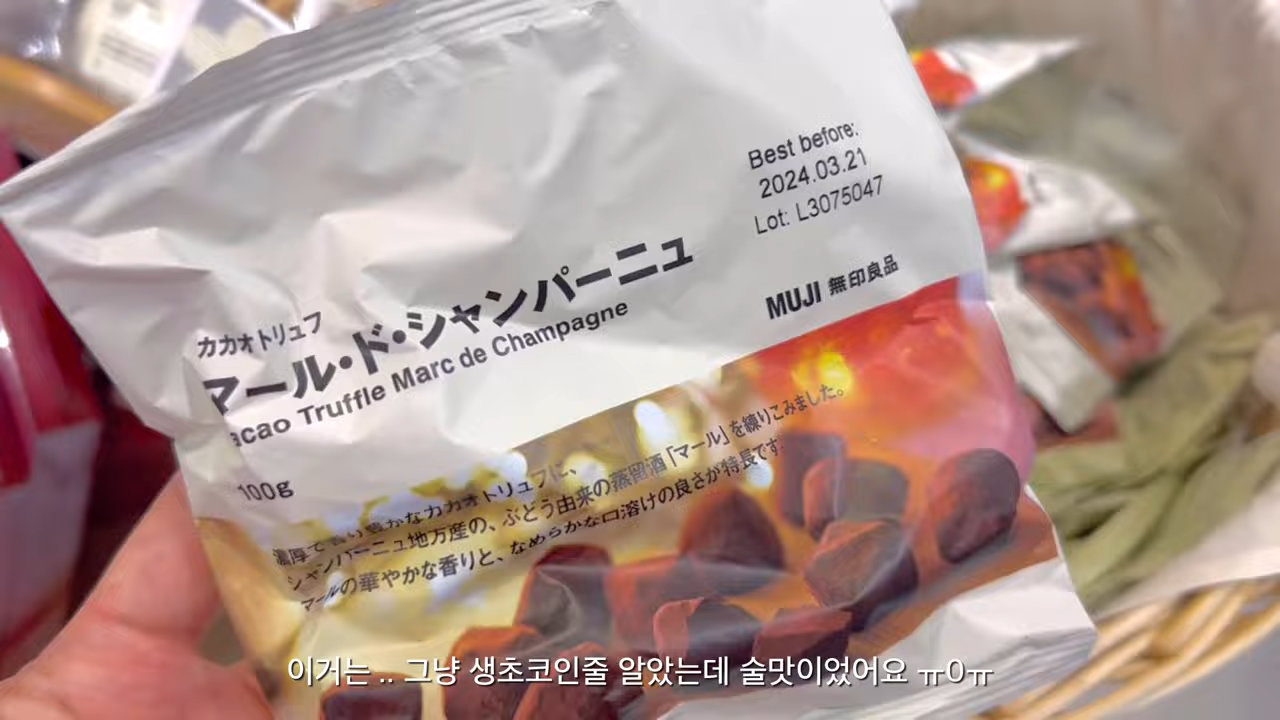 Best before:
2024.03.21
Lot: L3075047
MUJI 無印良品
カカオトリュフ
マール・ド・シャンパーニュ
acao Truffle Marc de Champagne
100g
濃厚で 豊かなカカオトリュフに、
シャンパーニュ地方産の、ぶどう由来の蒸留酒「マール」を練りこみました。
マールの華やかな香りと、なめらかな口溶けの良さが特長です
이거는 .. 그냥 생초코인줄 알았는데 술맛이었어요 ㅠ0ㅠ